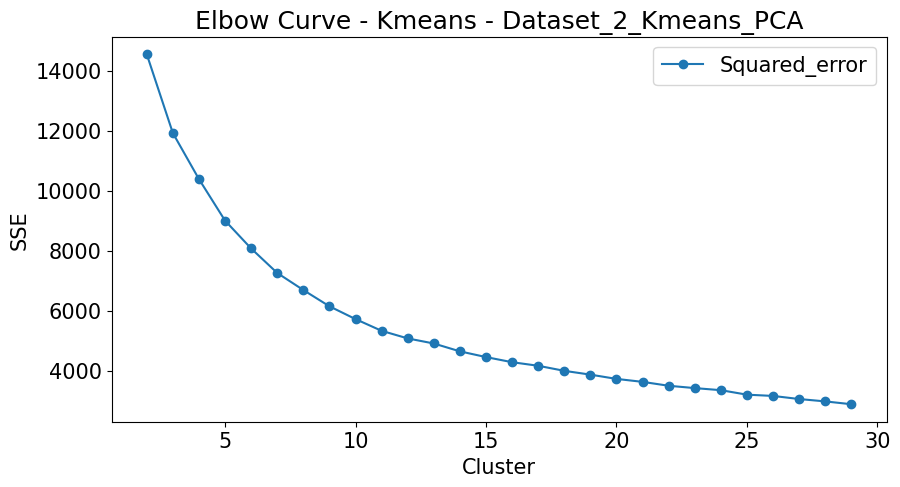 Elbow Curve - Kmeans - Dataset_2_Kmeans_PCA
Squared_error
14000
12000
10000
8000
6000
4000
SSE
5 10 15 20 25 30
Cluster